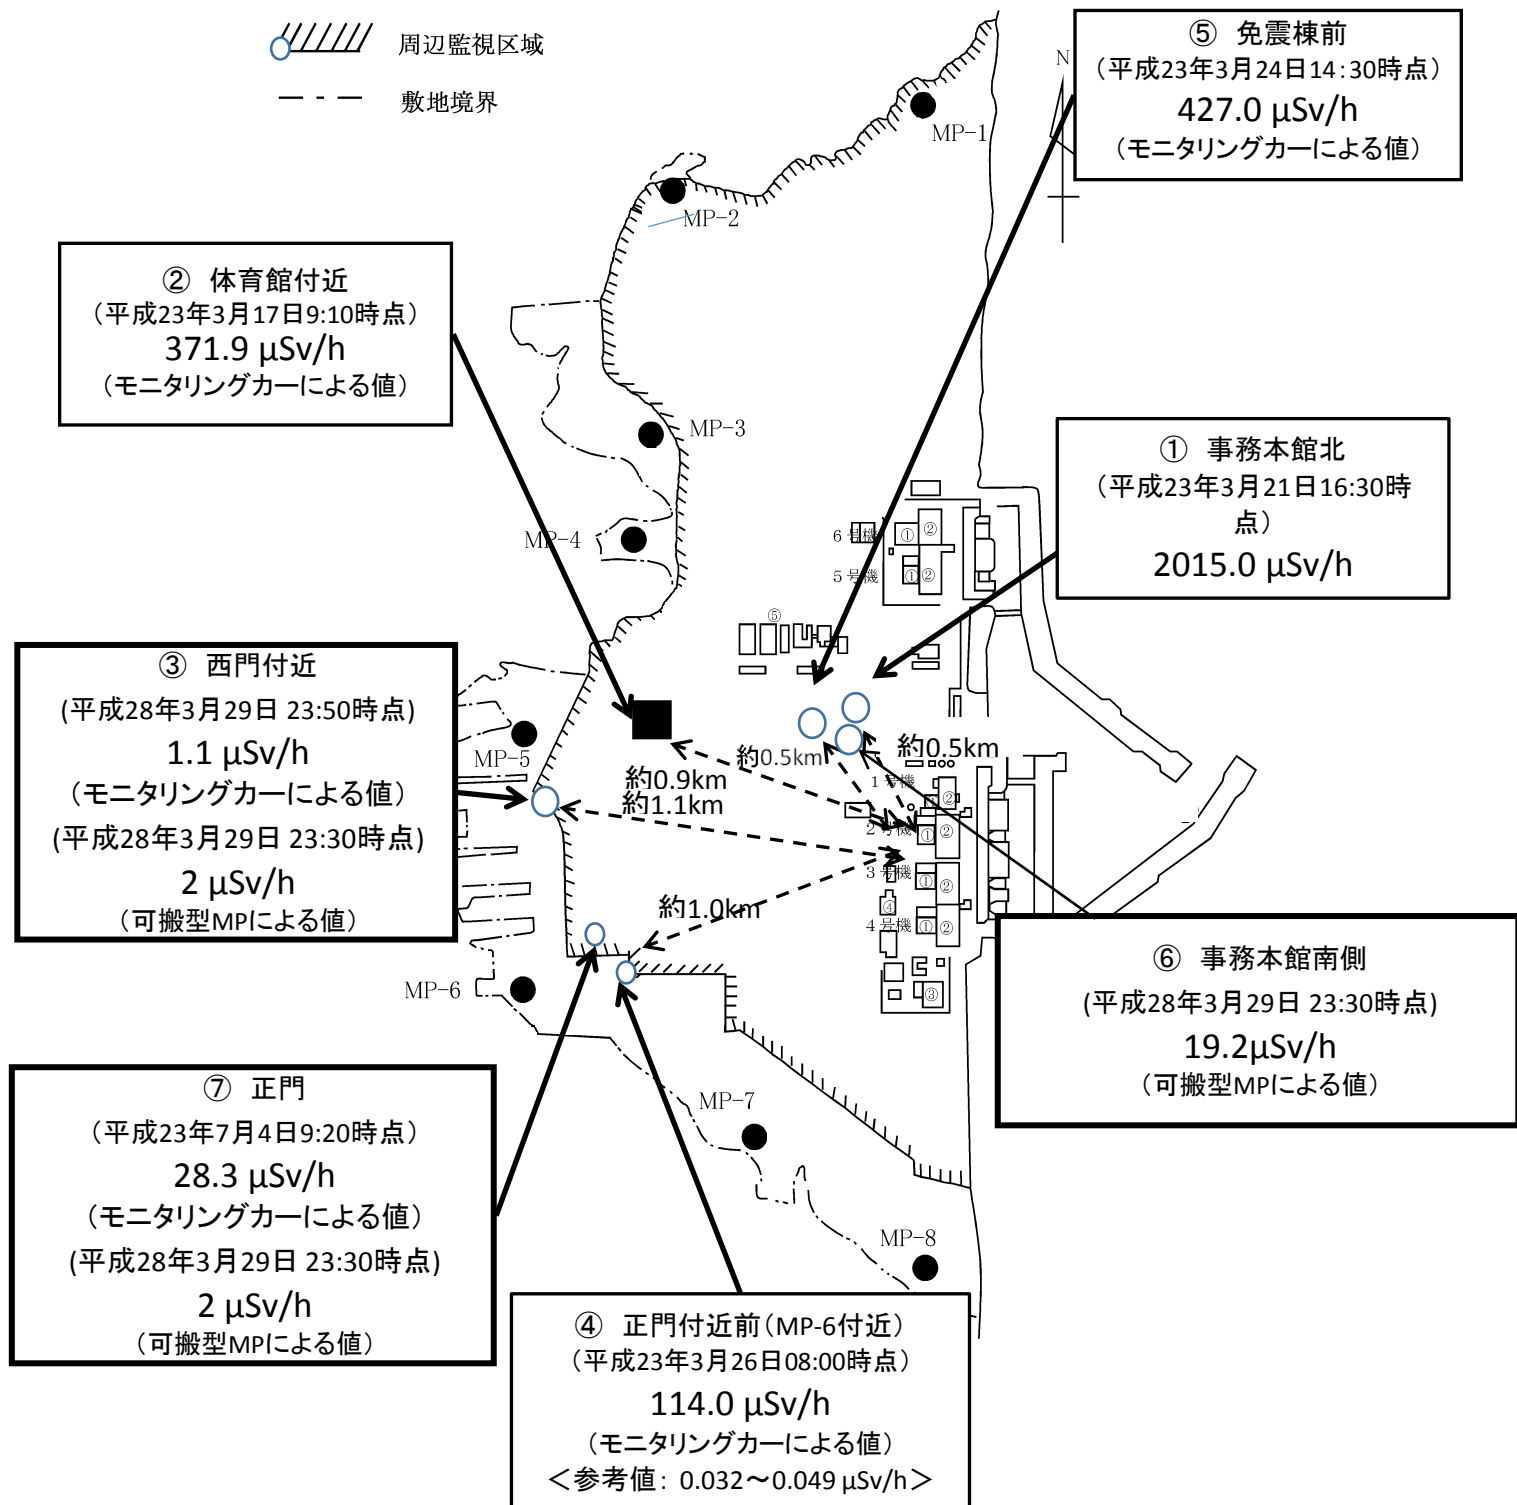 周辺監視区域
敷地境界
⑤ 免震棟前
（平成23年3月24日14:30時点）
427.0 μSv/h
（モニタリングカーによる値）
N
MP-1
MP-2
② 体育館付近
（平成23年3月17日9:10時点）
371.9 μSv/h
（モニタリングカーによる値）
MP-3
① 事務本館北
（平成23年3月21日16:30時
点）
2015.0 μSv/h
MP-4
6号機
①
②
5号機
①
②
⑤
③ 西門付近
(平成28年3月29日 23:50時点)
1.1 μSv/h
（モニタリングカーによる値）
(平成28年3月29日 23:30時点)
2 μSv/h
（可搬型MPによる値）
MP-5
約0.5km
約0.5km
約0.9km
約1.1km
1号機
②
2号機
①
②
3号機
①
②
約1.0km
④
4号機
①
②
③
MP-6
⑥ 事務本館南側
(平成28年3月29日 23:30時点)
19.2μSv/h
（可搬型MPによる値）
⑦ 正門
（平成23年7月4日9:20時点）
28.3 μSv/h
（モニタリングカーによる値）
(平成28年3月29日 23:30時点)
2 μSv/h
（可搬型MPによる値）
MP-7
MP-8
④ 正門付近前（MP-6付近）
（平成23年3月26日08:00時点）
114.0 μSv/h
（モニタリングカーによる値）
＜参考値： 0.032～0.049 μSv/h＞